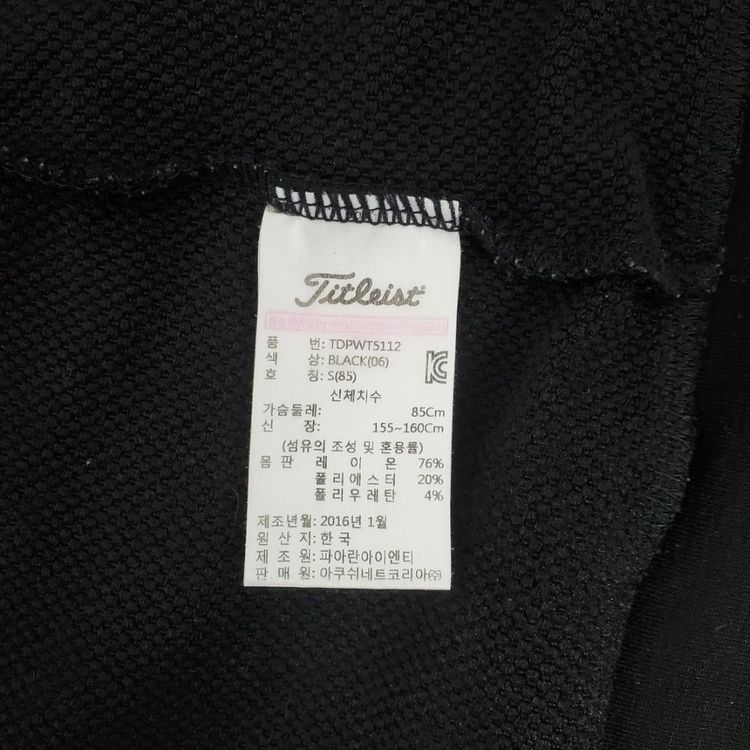 Titleist
품 번: TDPWT5112
색 상: BLACK(06)
호 칭: S(85)
신체치수
가슴둘레: 85Cm
신 장: 155~160Cm
(섬유의 조성 및 혼용률)
몸 판 레 이 온 76%
폴 리 에 스 터 20%
폴 리 우 레 탄 4%
제조년월: 2016년 1월
원 산 지: 한 국
제 조 원: 파아란아이엔티
판 매 원: 아쿠쉬네트코리아㈜